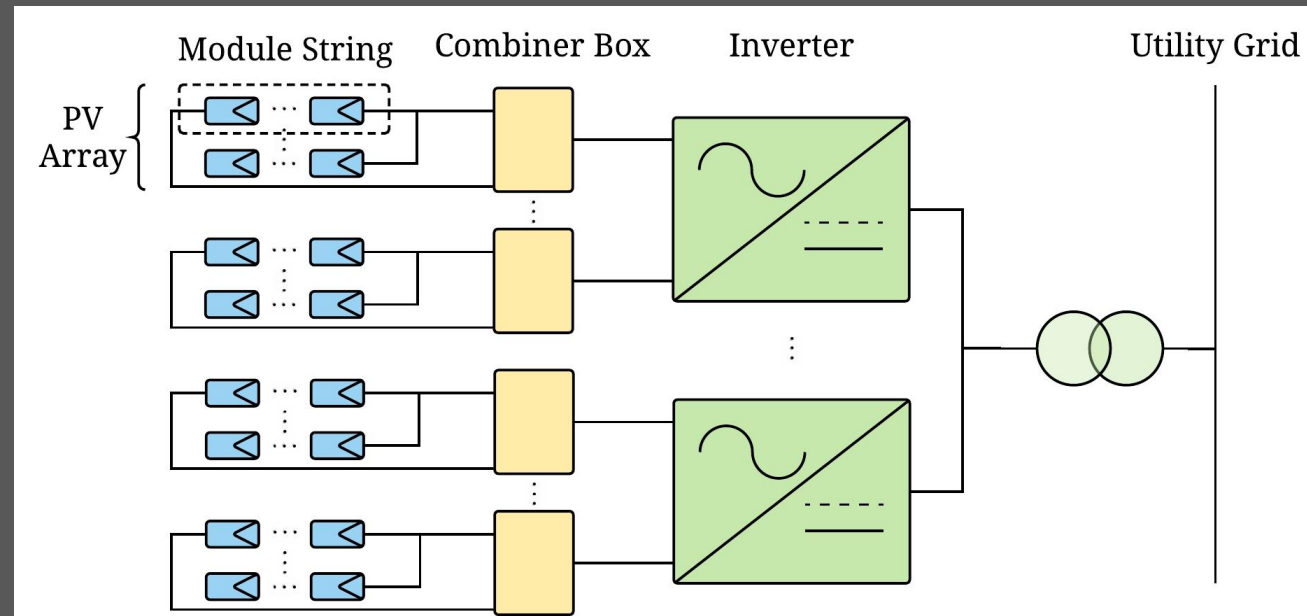 Module String
Combiner Box
Inverter
Utility Grid
PV
Array